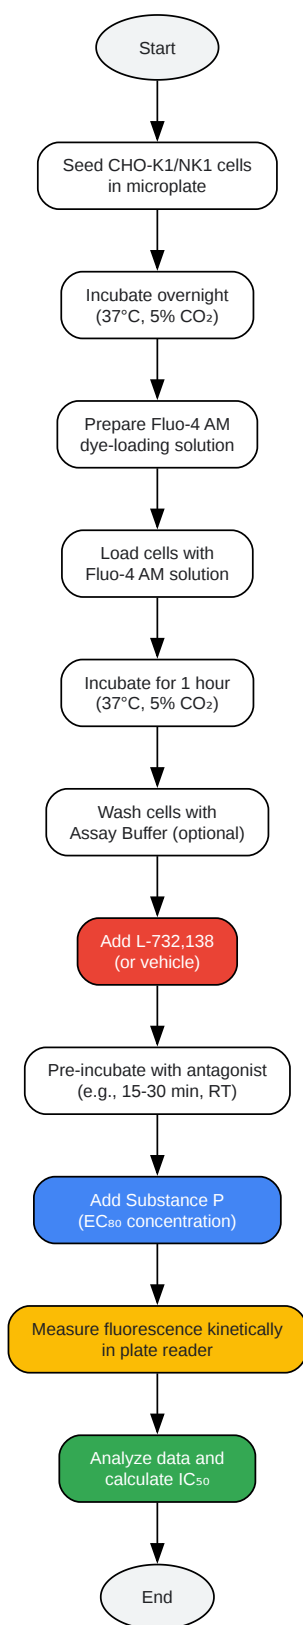 Start
Seed CHO-K1/NK1 cells
in microplate
Incubate overnight
(37°C, 5% CO₂)
Prepare Fluo-4 AM
dye-loading solution
Load cells with
Fluo-4 AM solution
Incubate for 1 hour
(37°C, 5% CO₂)
Wash cells with
Assay Buffer (optional)
Add L-732,138
(or vehicle)
Pre-incubate with antagonist
(e.g., 15-30 min, RT)
Add Substance P
(EC₈₀ concentration)
Measure fluorescence kinetically
in plate reader
Analyze data and
calculate IC₅₀
End